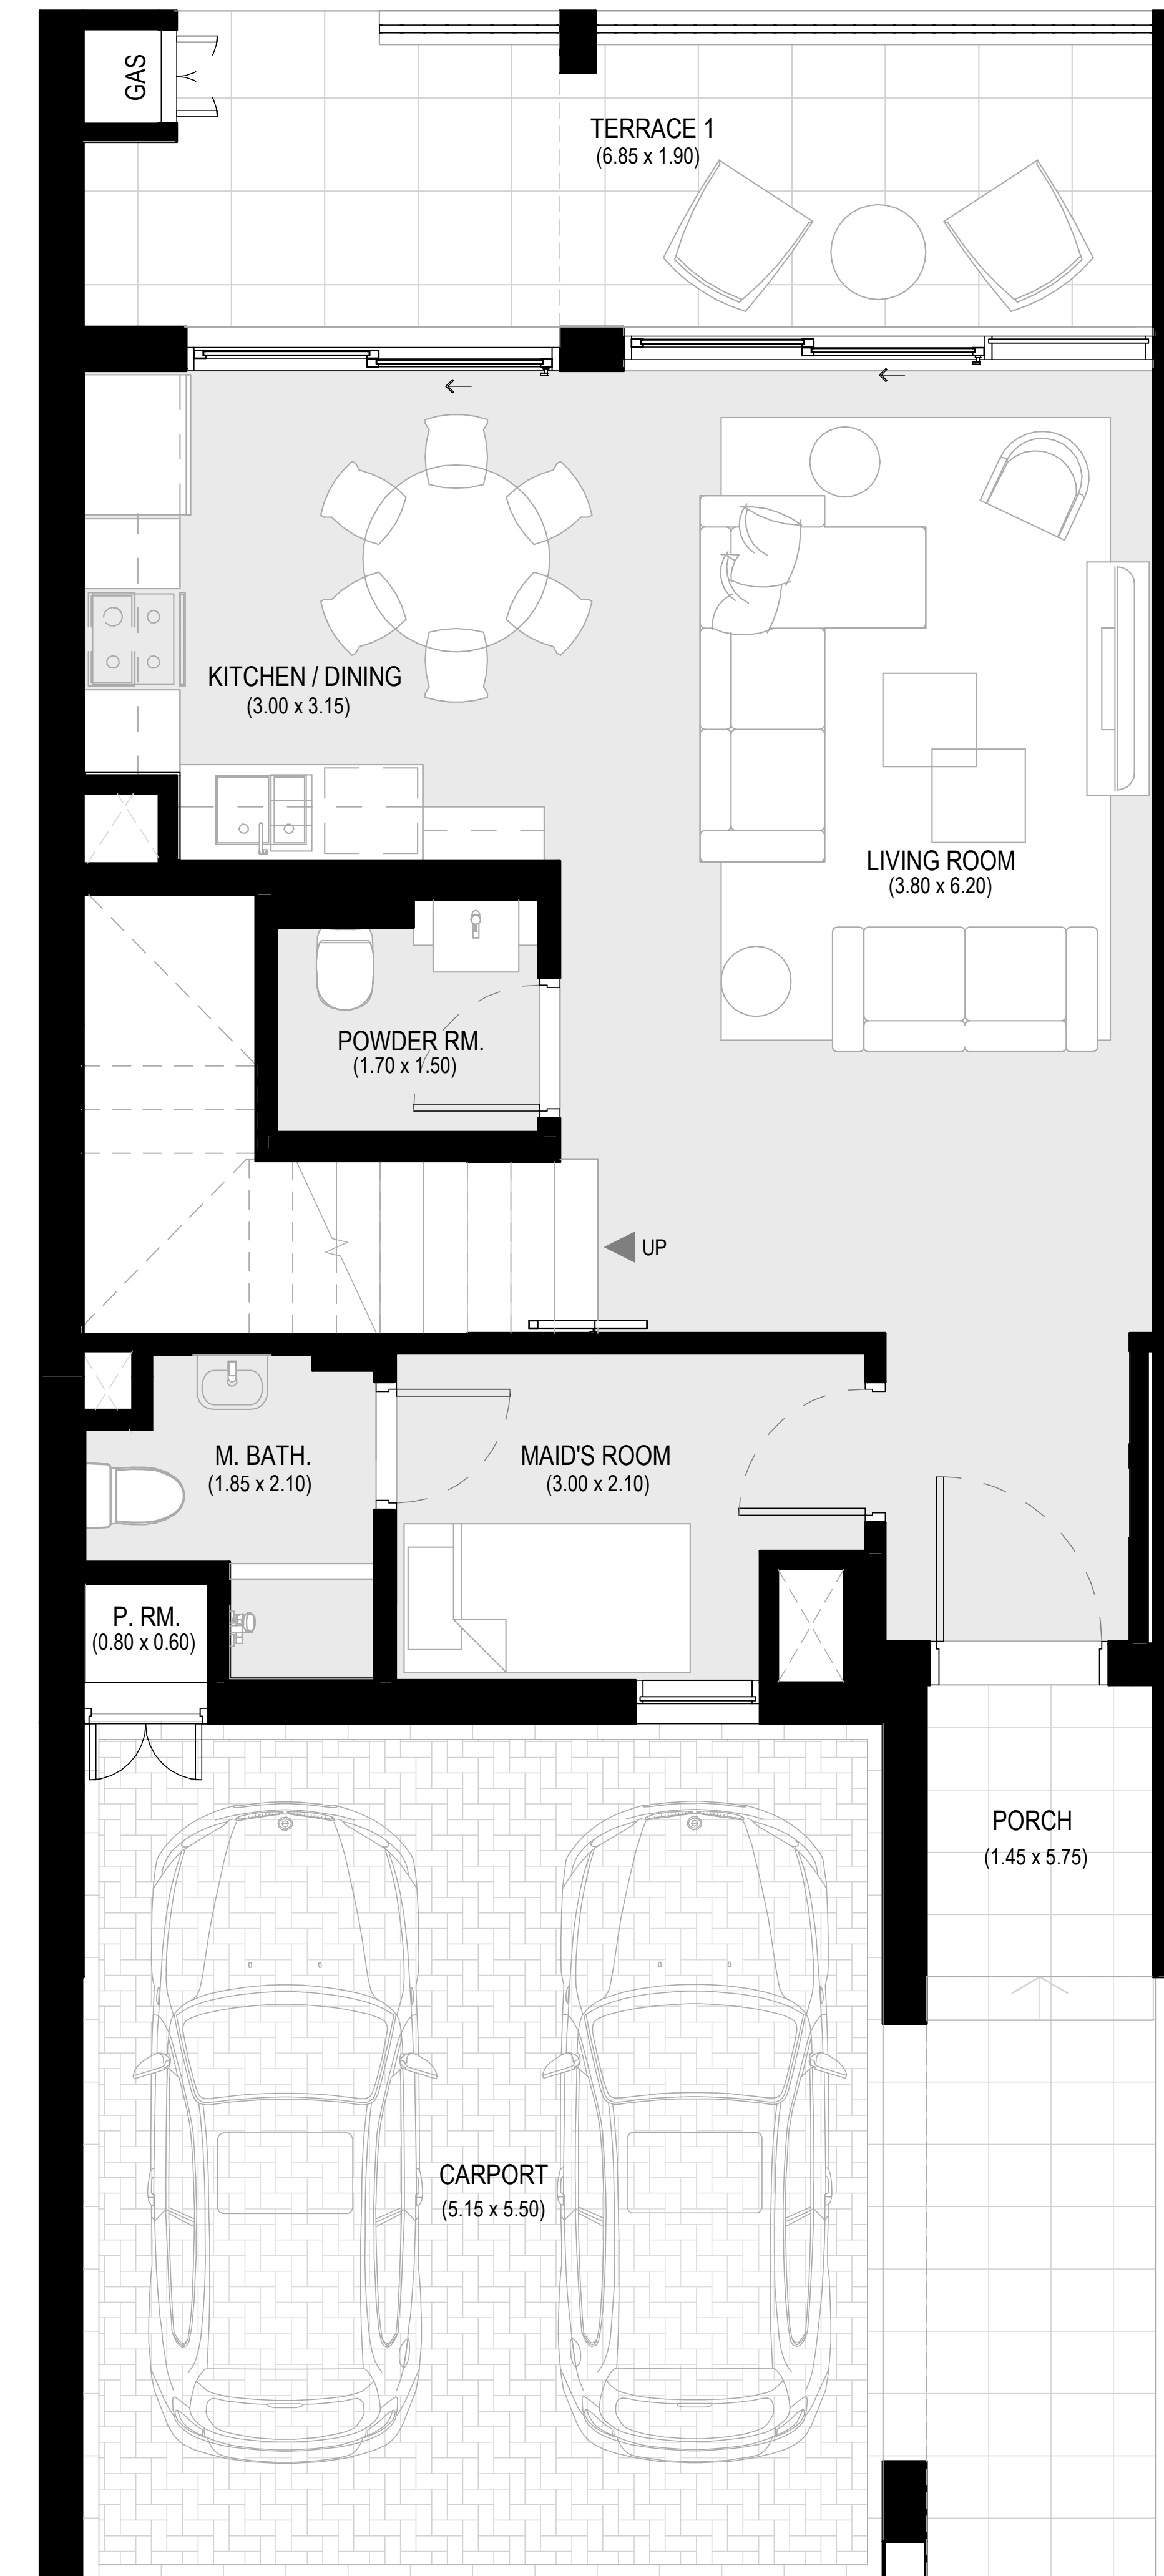 GAS
TERRACE 1
(6.85 x 1.90)
KITCHEN / DINING
(3.00 x 3.15)
LIVING ROOM
(3.80 x 6.20)
POWDER RM.
(1.70 x 1.50)
UP
M. BATH.
(1.85 x 2.10)
MAID'S ROOM
(3.00 x 2.10)
P. RM.
(0.80 x 0.60)
PORCH
(1.45 x 5.75)
CARPORT
(5.15 x 5.50)